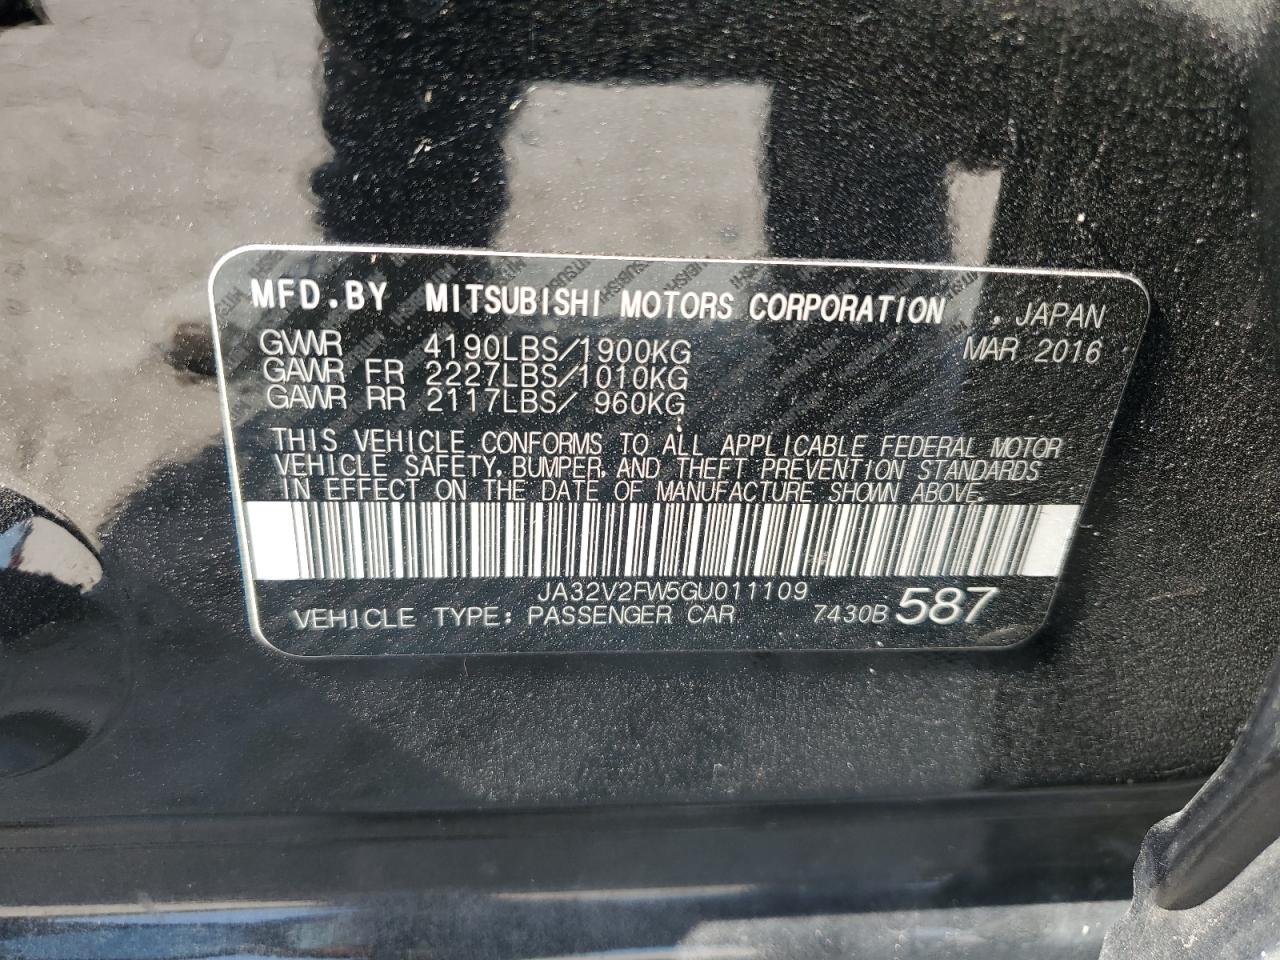 MFD.BY MITSUBISHI MOTORS CORPORATION , JAPAN
GVWR 4190LBS/1900KG MAR 2016
GAWR FR 2227LBS/1010KG
GAWR RR 2117LBS/ 960KG
THIS VEHICLE CONFORMS TO ALL APPLICABLE FEDERAL MOTOR
VEHICLE SAFETY, BUMPER, AND THEFT PREVENTION STANDARDS
IN EFFECT ON THE DATE OF MANUFACTURE SHOWN ABOVE.
JA32V2FW5GU011109
VEHICLE TYPE: PASSENGER CAR 7430B 587